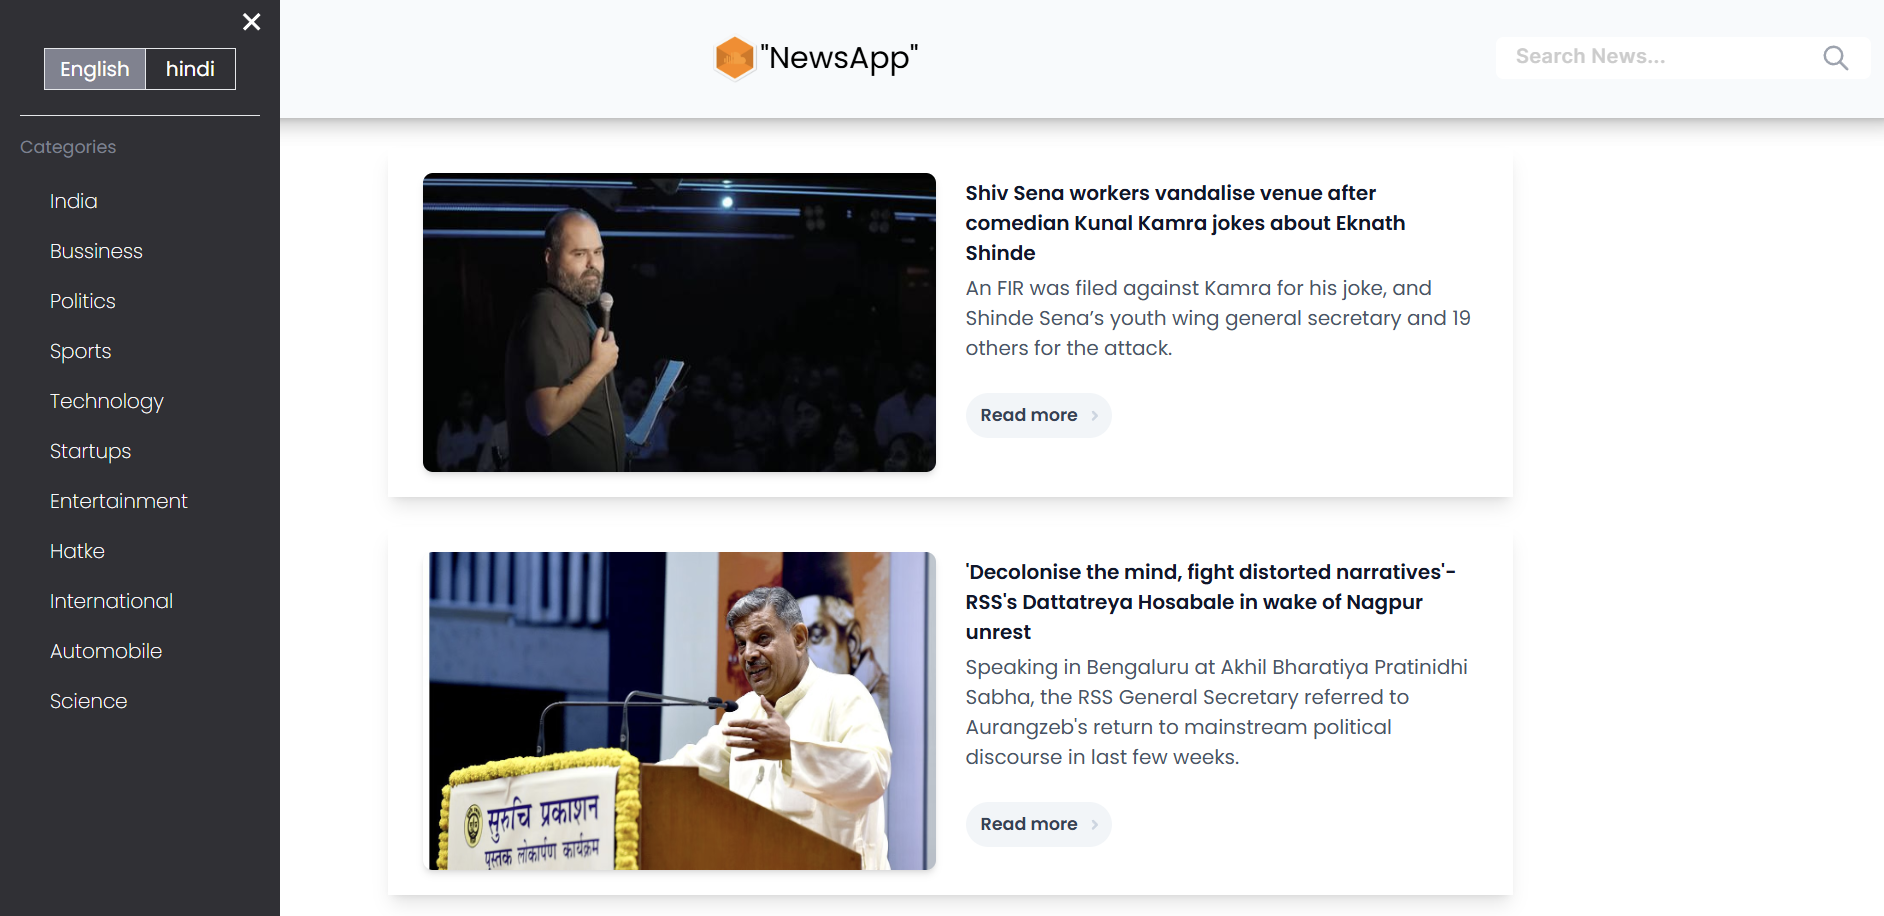 English hindi
Categories
India
Bussiness
Politics
Sports
Technology
Startups
Entertainment
Hatke
International
Automobile
Science
"NewsApp"
Search News...
Shiv Sena workers vandalise venue after
comedian Kunal Kamra jokes about Eknath
Shinde
An FIR was filed against Kamra for his joke, and
Shinde Sena’s youth wing general secretary and 19
others for the attack.
Read more
सुरुचि प्रकाशन
पुस्तक लोकार्पण कार्यक्रम
'Decolonise the mind, fight distorted narratives'-
RSS's Dattatreya Hosabale in wake of Nagpur
unrest
Speaking in Bengaluru at Akhil Bharatiya Pratinidhi
Sabha, the RSS General Secretary referred to
Aurangzeb's return to mainstream political
discourse in last few weeks.
Read more